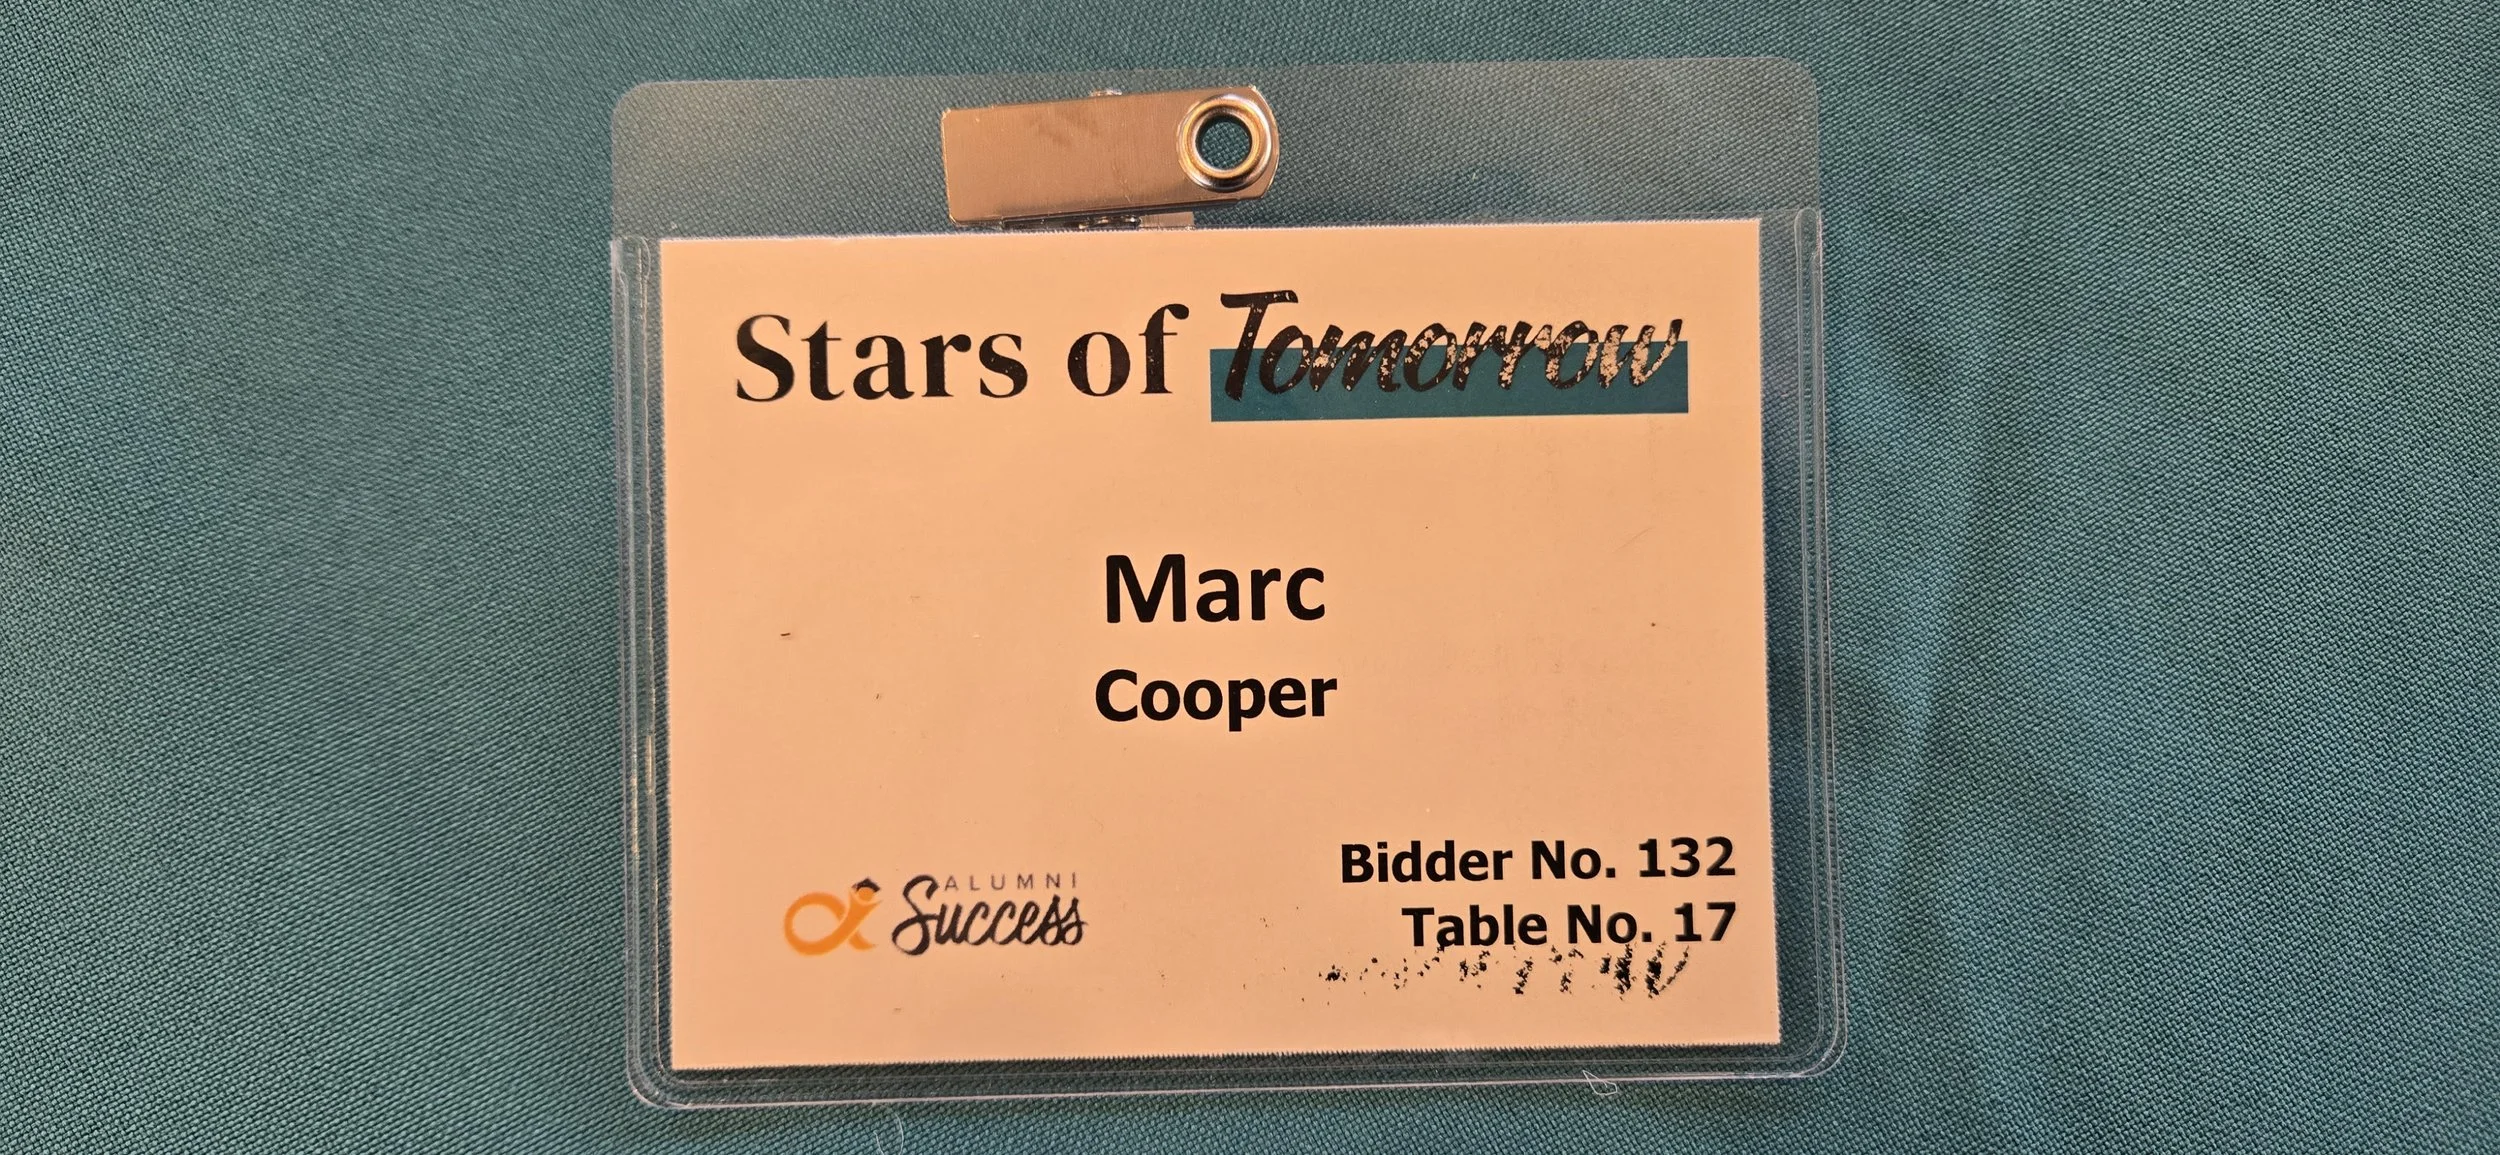 Stars of Tomorrow
Marc
Cooper
ALUMNI
Success
Bidder No. 132
Table No. 17